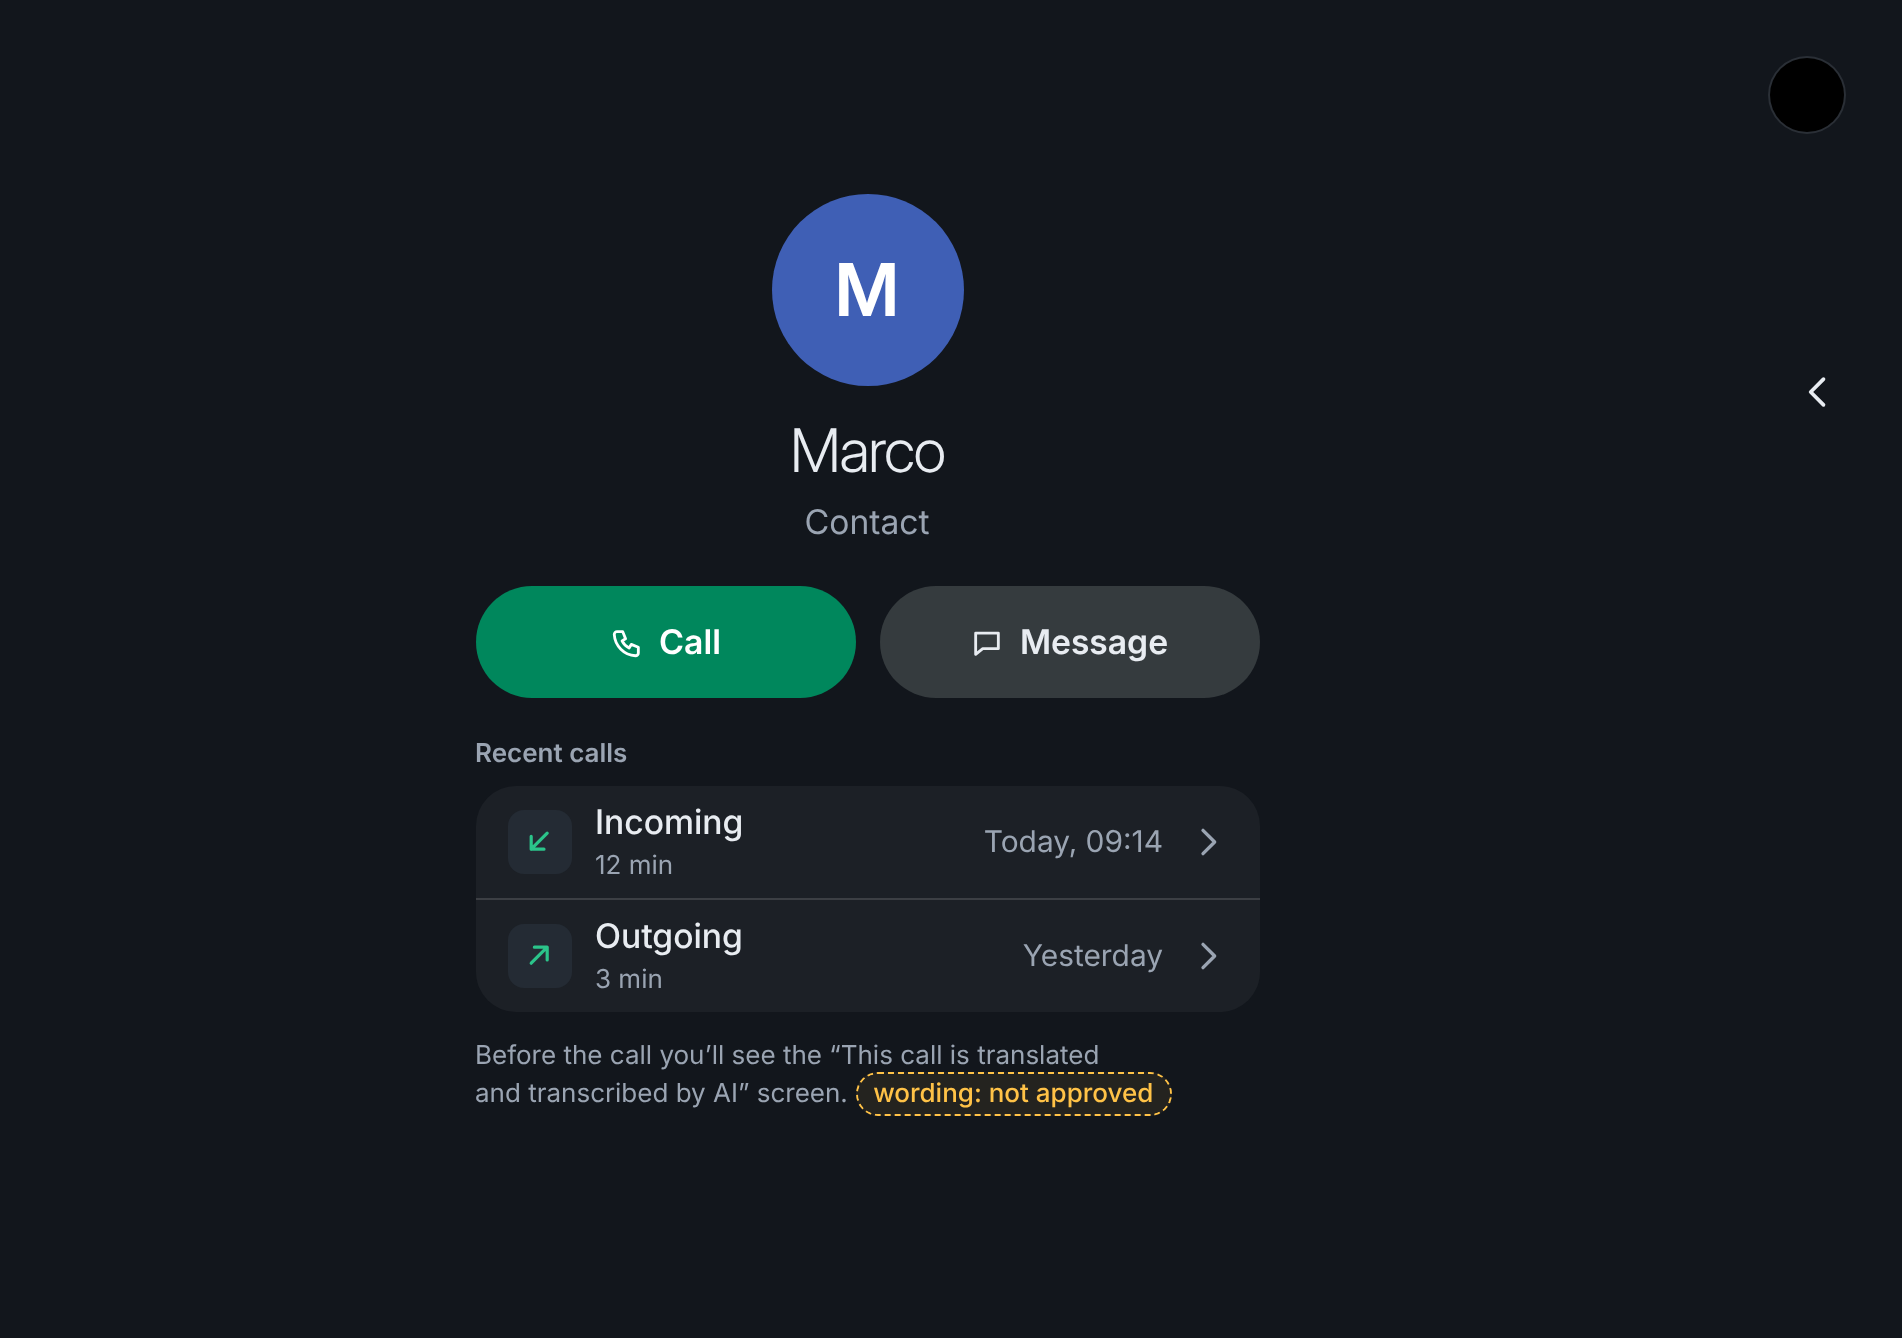 M
Marco
Contact
Call
Message
Recent calls
Incoming
12 min
Today, 09:14
Outgoing
3 min
Yesterday
Before the call you’ll see the “This call is translated
and transcribed by AI” screen. wording: not approved